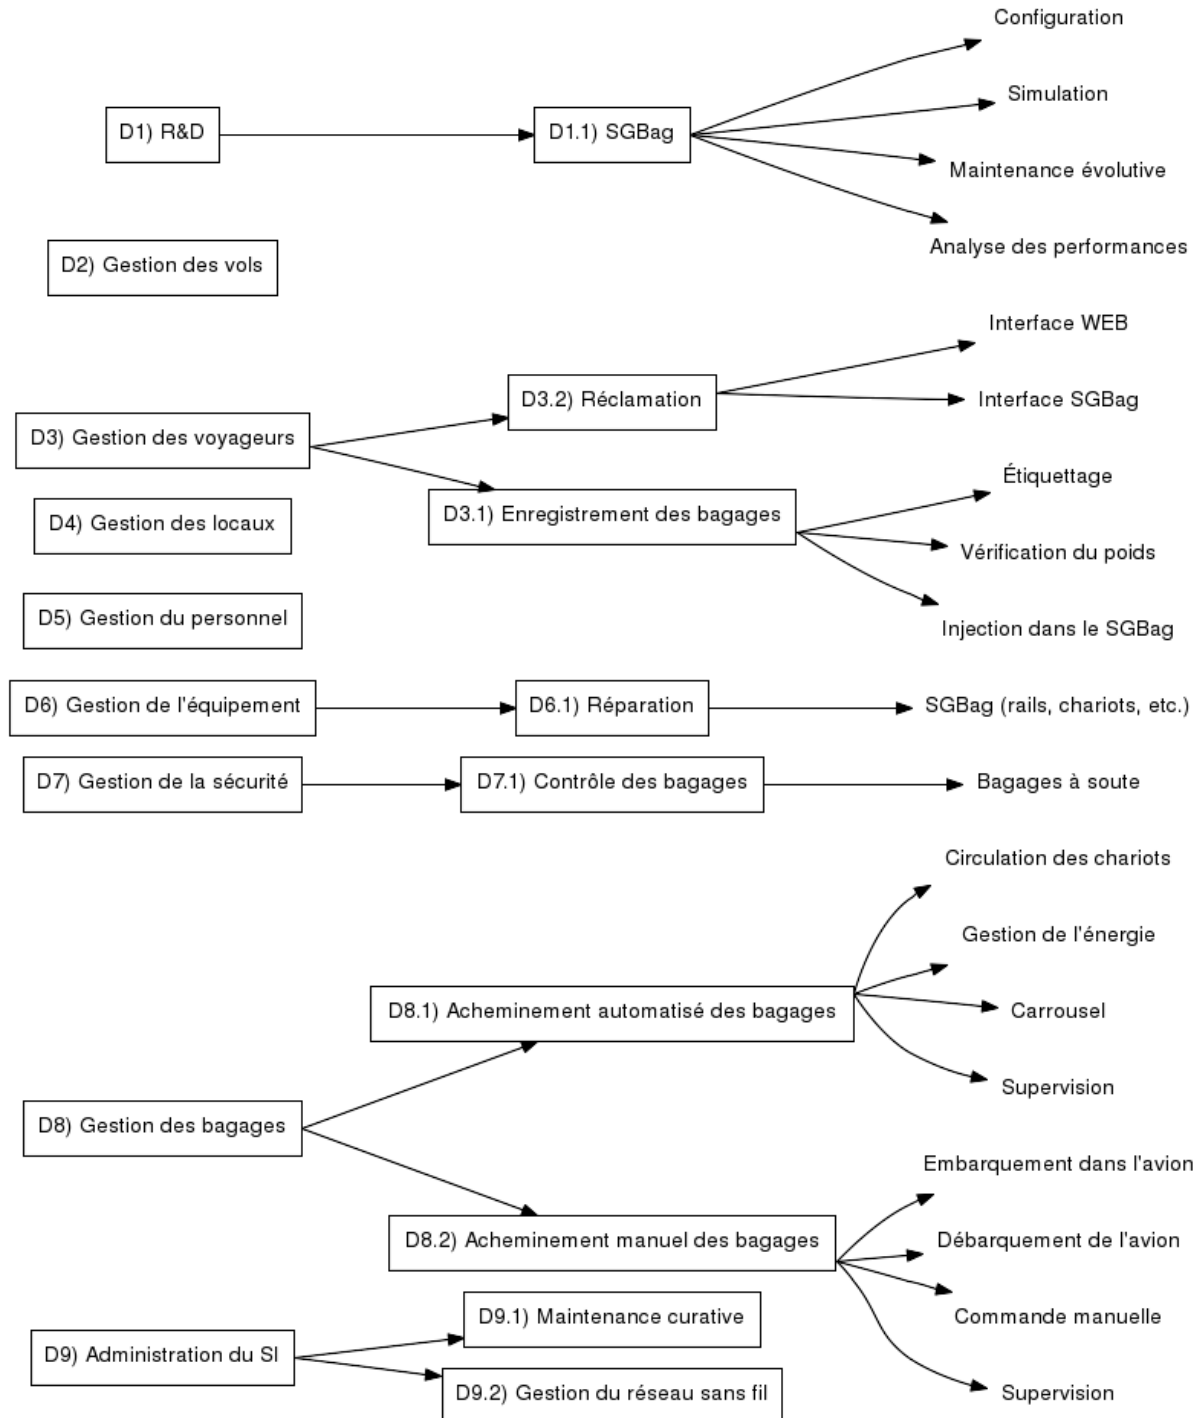 Configuration
Simulation
D1) R&D
D1.1) SGBag
Maintenance évolutive
Analyse des performances
D2) Gestion des vols
Interface WEB
D3.2) Réclamation
Interface SGBag
D3) Gestion des voyageurs
Étiquettage
D3.1) Enregistrement des bagages
D4) Gestion des locaux
Vérification du poids
D5) Gestion du personnel
Injection dans le SGBag
D6) Gestion de l'équipement
D6.1) Réparation
SGBag (rails, chariots, etc.)
D7) Gestion de la sécurité
D7.1) Contrôle des bagages
Bagages à soute
Circulation des chariots
Gestion de l'énergie
D8.1) Acheminement automatisé des bagages
Carrousel
Supervision
D8) Gestion des bagages
Embarquement dans l'avion
D8.2) Acheminement manuel des bagages
Débarquement de l'avion
Commande manuelle
D9.1) Maintenance curative
D9) Administration du SI
D9.2) Gestion du réseau sans fil
Supervision